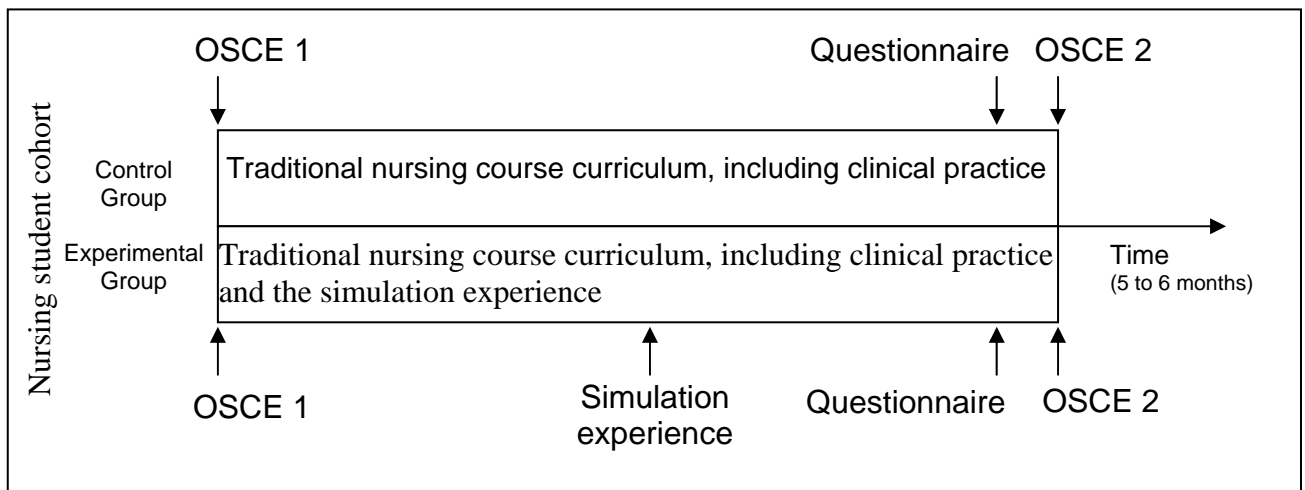 Nursing student cohort
OSCE 1
Questionnaire
OSCE 2
Control
Group
Traditional nursing course curriculum, including clinical practice
Experimental
Group
Traditional nursing course curriculum, including clinical practice
and the simulation experience
Time
(5 to 6 months)
OSCE 1
Simulation
experience
Questionnaire
OSCE 2